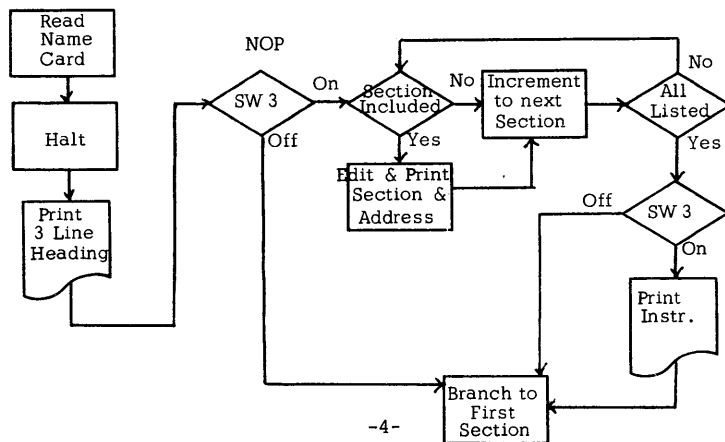 Read
Name
Card
Halt
Print
3 Line
Heading
NOP
SW 3
On
Off
Section
Included
No
Yes
Edit & Print
Section &
Address
Increment
to next
Section
All
Listed
No
Yes
SW 3
Off
On
Print
Instr.
Branch to
First
Section
-4-